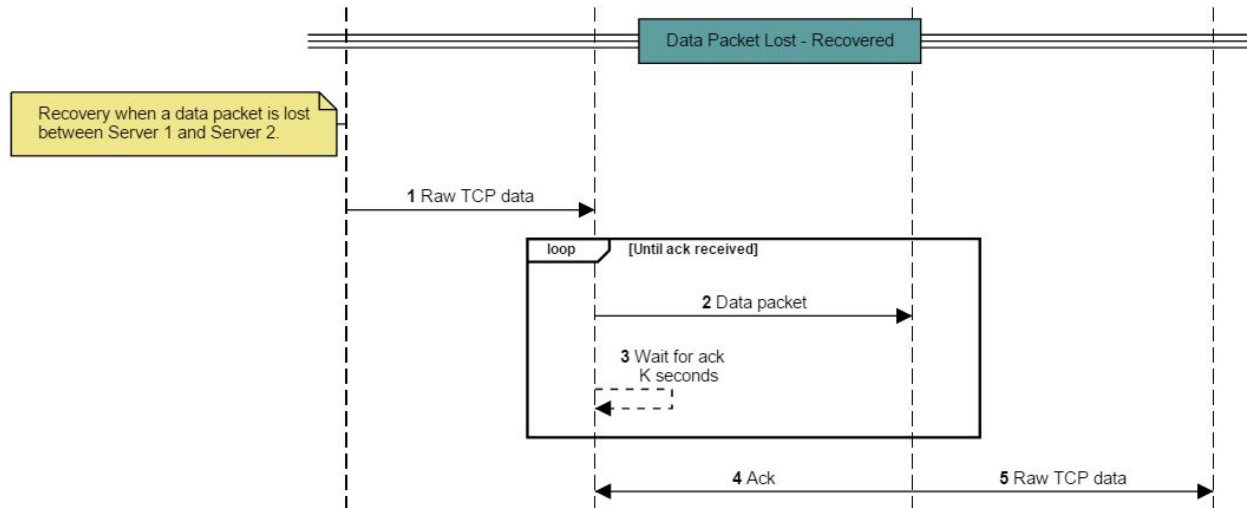 Data Packet Lost - Recovered
Recovery when a data packet is lost
between Server 1 and Server 2.
1 Raw TCP data
loop [Until ack received]
2 Data packet
3 Wait for ack
K seconds
4 Ack
5 Raw TCP data